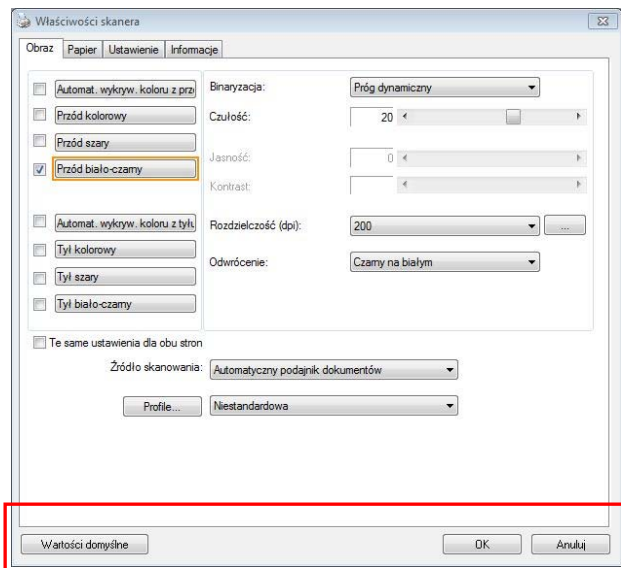 Właściwości skanera
Obraz Papier Ustawienie Informacje
Automat. wykryw. koloru z prz
Przód kolorowy
Przód szary
Przód biało-czarny
Automat. wykryw. koloru z tyłu
Tył kolorowy
Tył szary
Tył biało-czarny
Binaryzacja: Próg dynamiczny
Czułość: 20
Jasność: 0
Kontrast:
Rozdzielczość (dpi): 200 ...
Odwrócenie: Czarny na białym
Te same ustawienia dla obu stron
Źródło skanowania: Automatyczny podajnik dokumentów
Profile... Niestandardowa
Wartości domyślne OK Anuluj